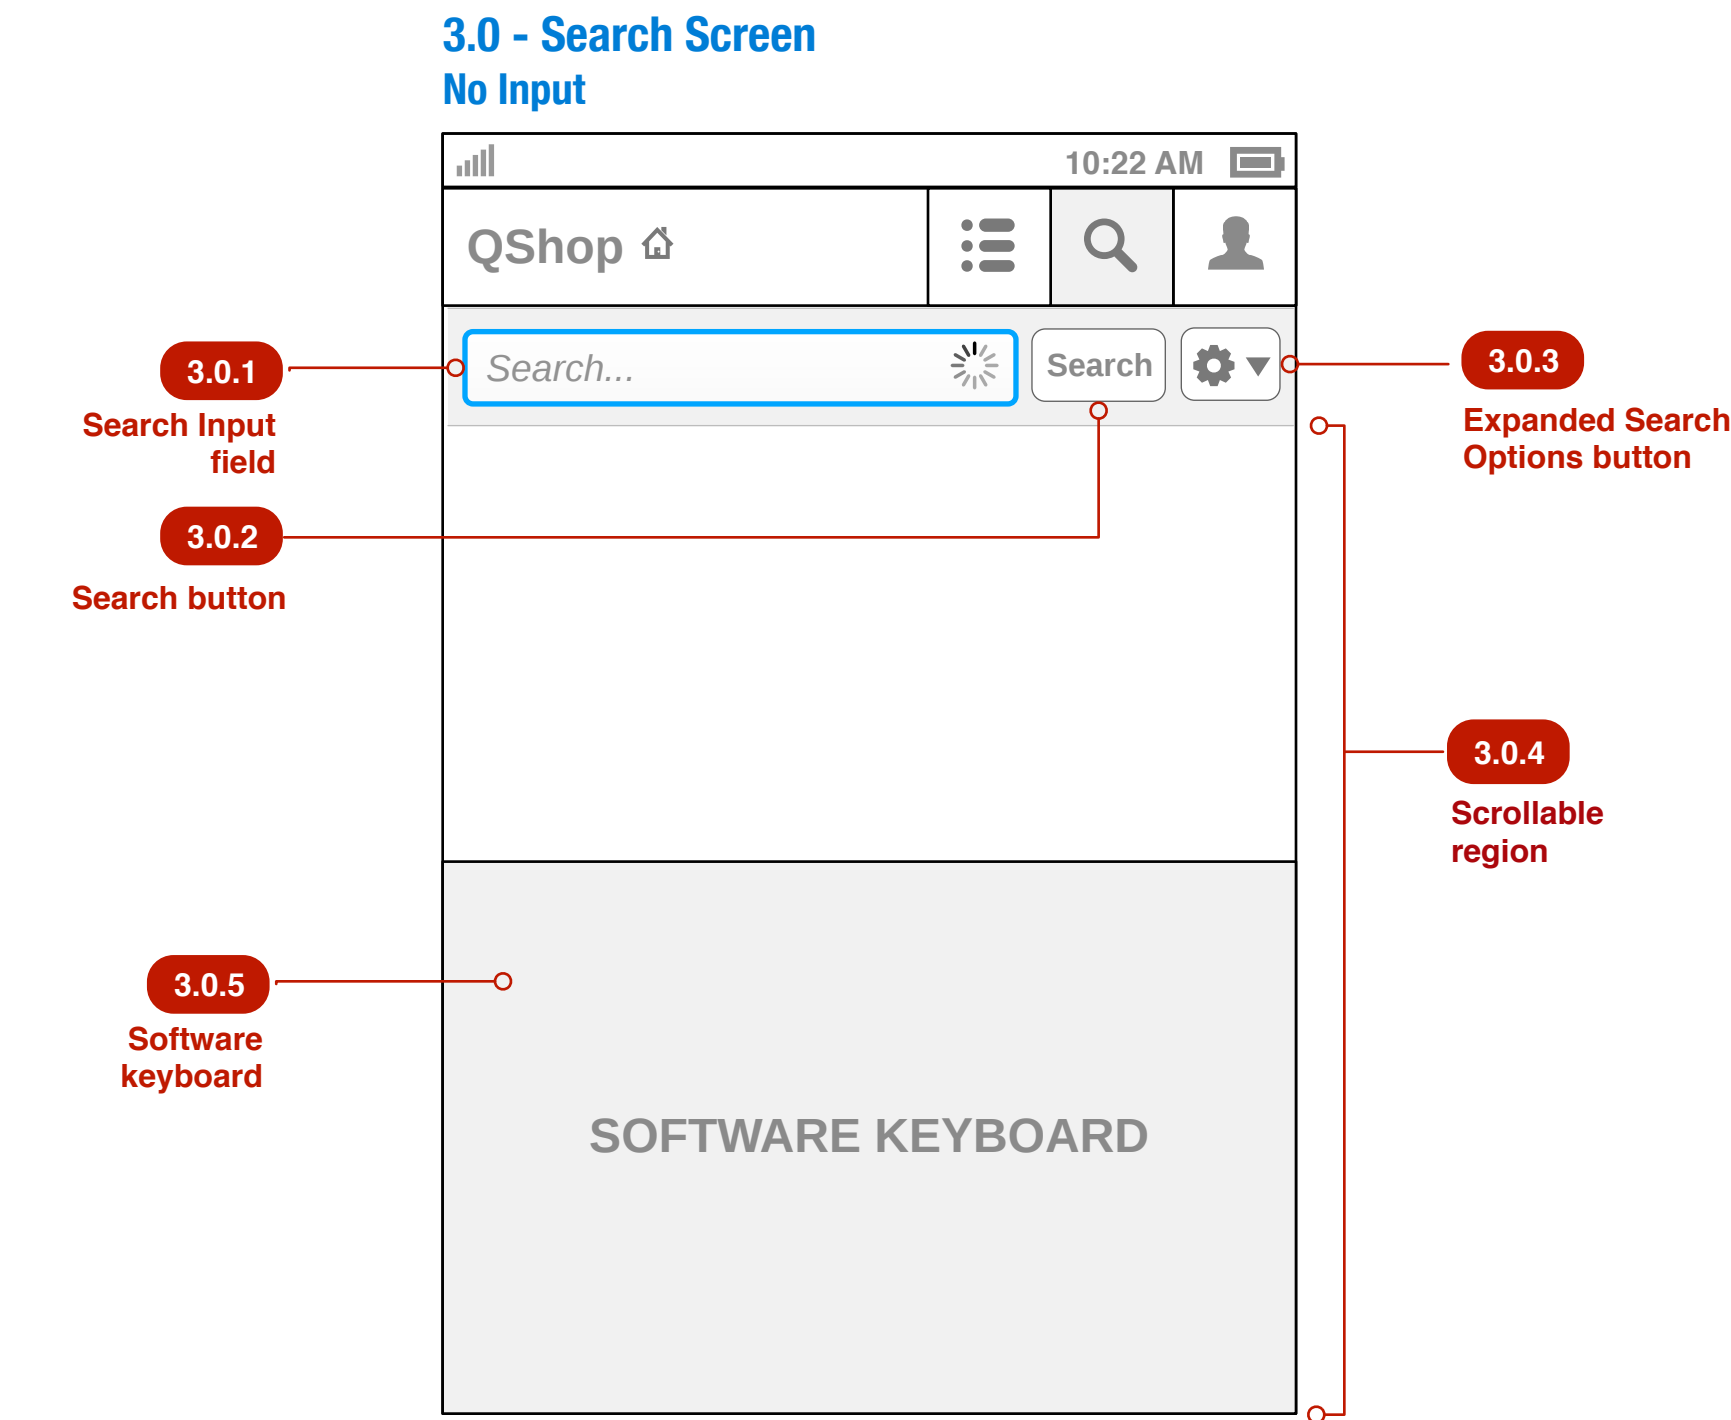 3.0 - Search Screen
No Input
10:22 AM
QShop
Search...
Search
3.0.1
Search Input
field
3.0.2
Search button
3.0.3
Expanded Search
Options button
3.0.4
Scrollable
region
3.0.5
Software
keyboard
SOFTWARE KEYBOARD